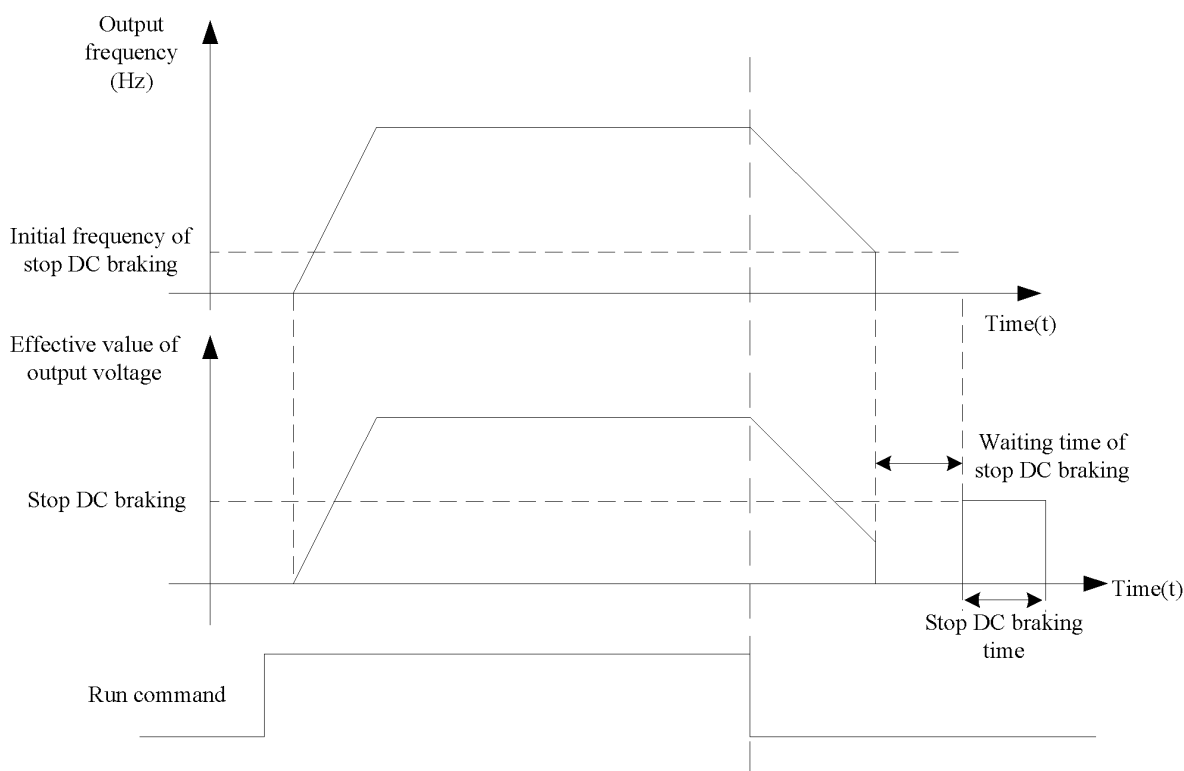 Output
frequency
(Hz)
Initial frequency of
stop DC braking
Time(t)
Effective value of
output voltage
Waiting time of
stop DC braking
Stop DC braking
Time(t)
Stop DC braking
time
Run command